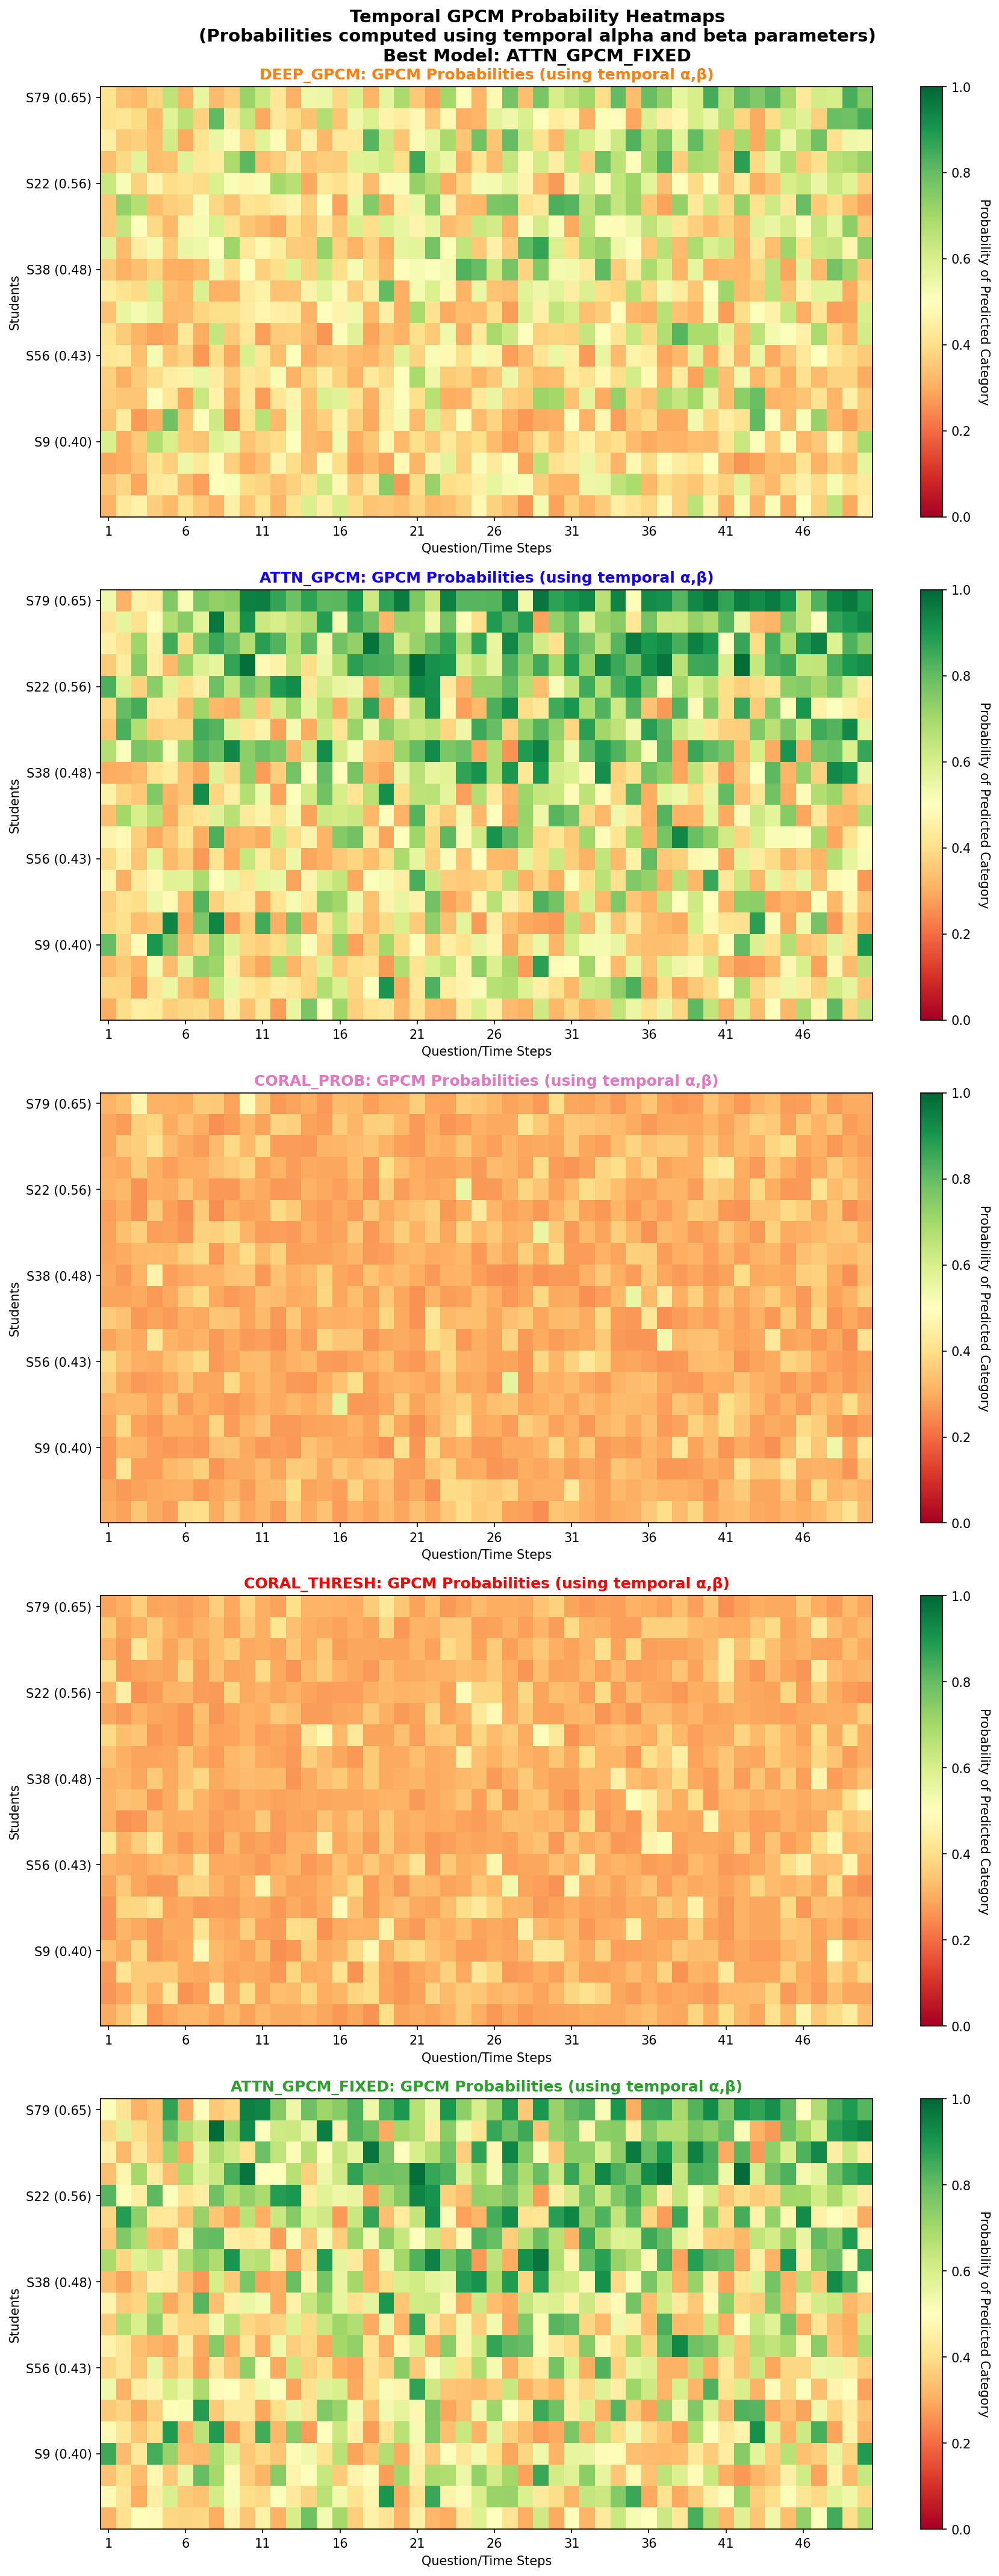 Temporal GPCM Probability Heatmaps
(Probabilities computed using temporal alpha and beta parameters)
Best Model: ATTN_GPCM_FIXED
DEEP_GPCM: GPCM Probabilities (using temporal α,β)
S79 (0.65)
S22 (0.56)
S38 (0.48)
S56 (0.43)
S9 (0.40)
Students
1 6 11 16 21 26 31 36 41 46
Question/Time Steps
1.0
0.8
0.6
0.4
0.2
0.0
Probability of Predicted Category
ATTN_GPCM: GPCM Probabilities (using temporal α,β)
S79 (0.65)
S22 (0.56)
S38 (0.48)
S56 (0.43)
S9 (0.40)
Students
1 6 11 16 21 26 31 36 41 46
Question/Time Steps
1.0
0.8
0.6
0.4
0.2
0.0
Probability of Predicted Category
CORAL_PROB: GPCM Probabilities (using temporal α,β)
S79 (0.65)
S22 (0.56)
S38 (0.48)
S56 (0.43)
S9 (0.40)
Students
1 6 11 16 21 26 31 36 41 46
Question/Time Steps
1.0
0.8
0.6
0.4
0.2
0.0
Probability of Predicted Category
CORAL_THRESH: GPCM Probabilities (using temporal α,β)
S79 (0.65)
S22 (0.56)
S38 (0.48)
S56 (0.43)
S9 (0.40)
Students
1 6 11 16 21 26 31 36 41 46
Question/Time Steps
1.0
0.8
0.6
0.4
0.2
0.0
Probability of Predicted Category
ATTN_GPCM_FIXED: GPCM Probabilities (using temporal α,β)
S79 (0.65)
S22 (0.56)
S38 (0.48)
S56 (0.43)
S9 (0.40)
Students
1 6 11 16 21 26 31 36 41 46
Question/Time Steps
1.0
0.8
0.6
0.4
0.2
0.0
Probability of Predicted Category